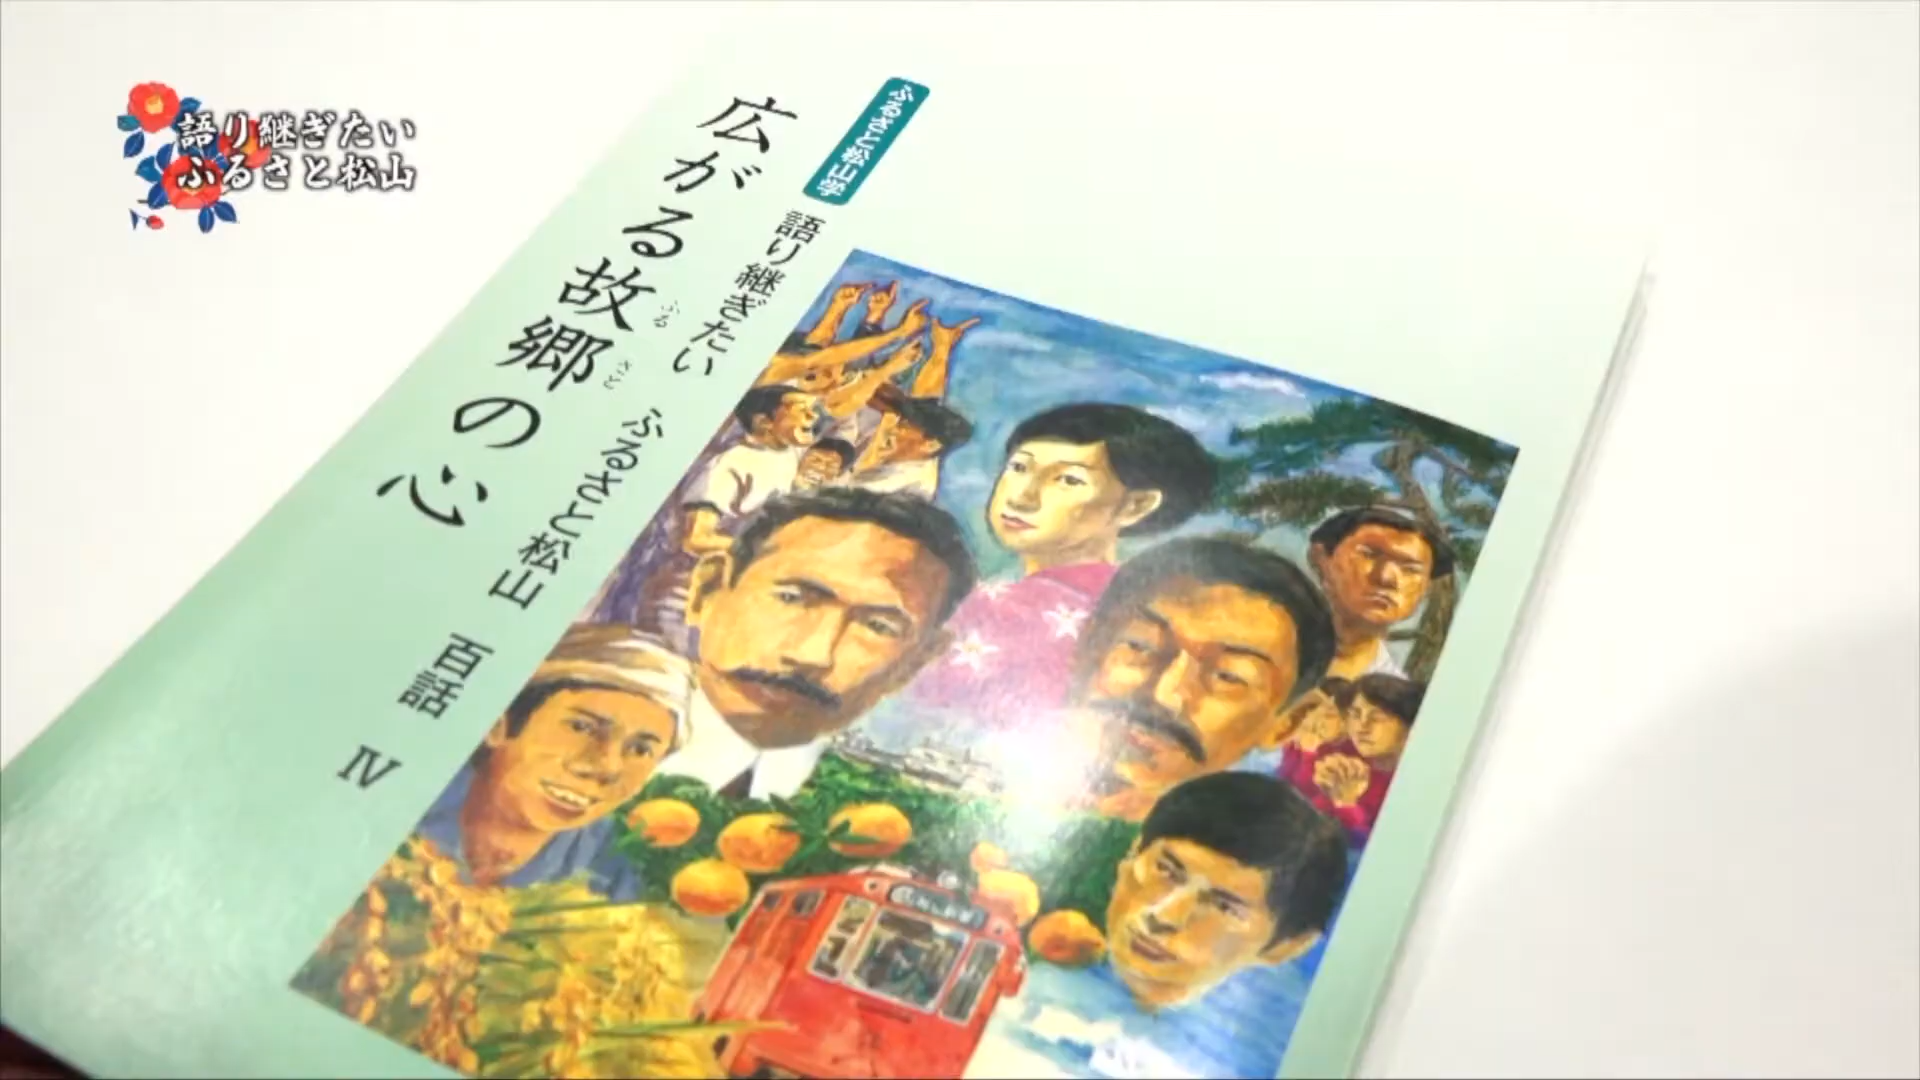 語り継ぎたい
ふるさと松山
ふるさと松山学
語り継ぎたい ふるさと松山 百話 Ⅳ
広がる故郷の心
ふるさと